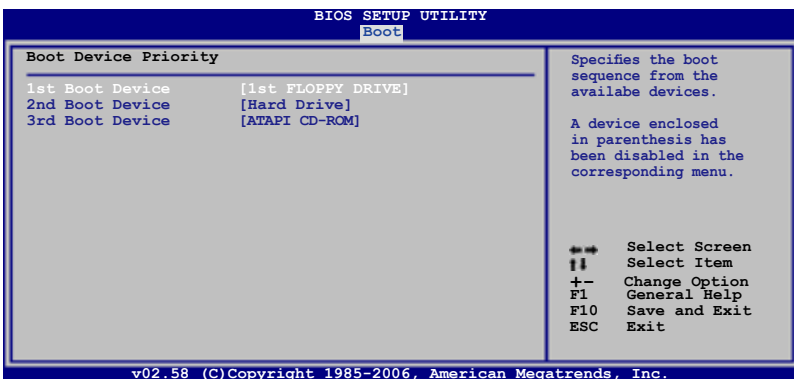 BIOS SETUP UTILITY
Boot
Boot Device Priority
1st Boot Device [1st FLOPPY DRIVE]
2nd Boot Device [Hard Drive]
3rd Boot Device [ATAPI CD-ROM]
Specifies the boot
sequence from the
availabe devices.
A device enclosed
in parenthesis has
been disabled in the
corresponding menu.
←→ Select Screen
↑↓ Select Item
+- Change Option
F1 General Help
F10 Save and Exit
ESC Exit
v02.58 (C)Copyright 1985-2006, American Megatrends, Inc.